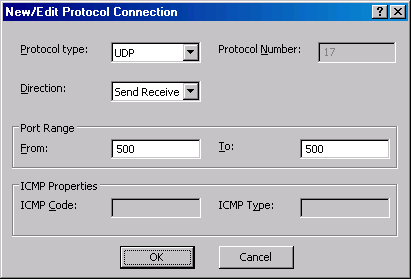 New/Edit Protocol Connection
Protocol type: UDP Protocol Number: 17
Direction: Send Receive
Port Range
From: 500 To: 500
ICMP Properties
ICMP Code: ICMP Type:
OK Cancel